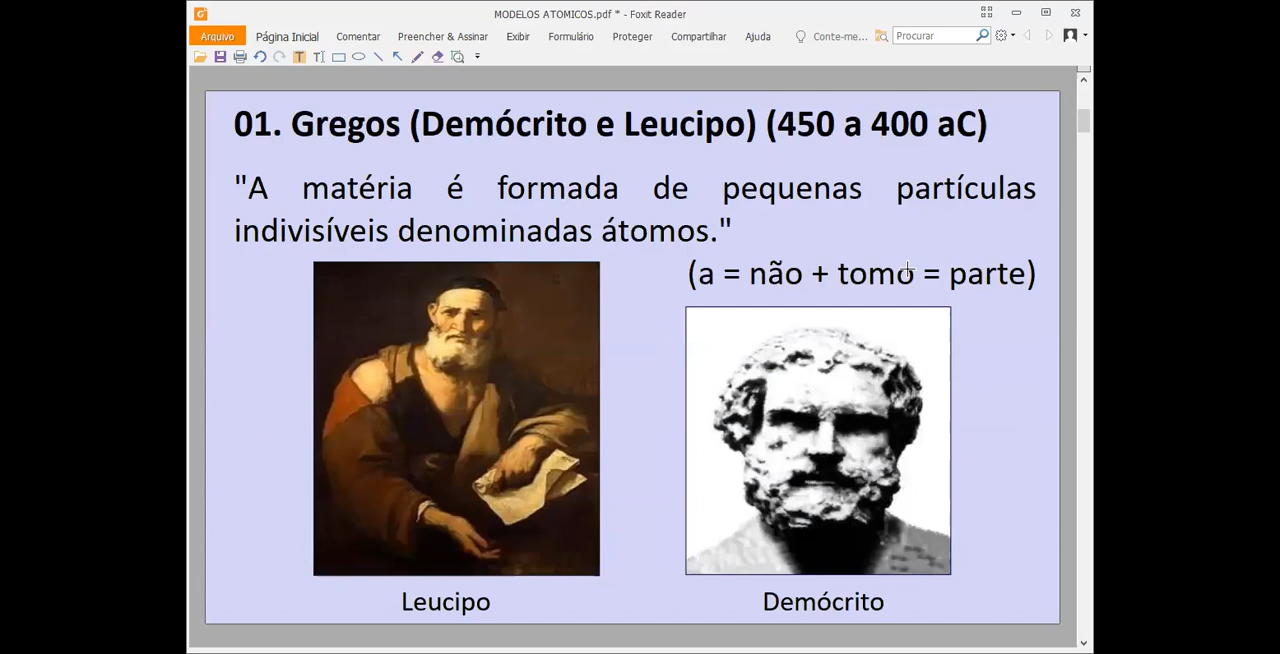 MODELOS ATOMICOS.pdf * - Foxit Reader
Arquivo Página Inicial Comentar Preencher & Assinar Exibir Formulário Proteger Compartilhar Ajuda Conte-me... Procurar
01. Gregos (Demócrito e Leucipo) (450 a 400 aC)
"A matéria é formada de pequenas partículas
indivisíveis denominadas átomos."
(a = não + tomo = parte)
Leucipo Demócrito